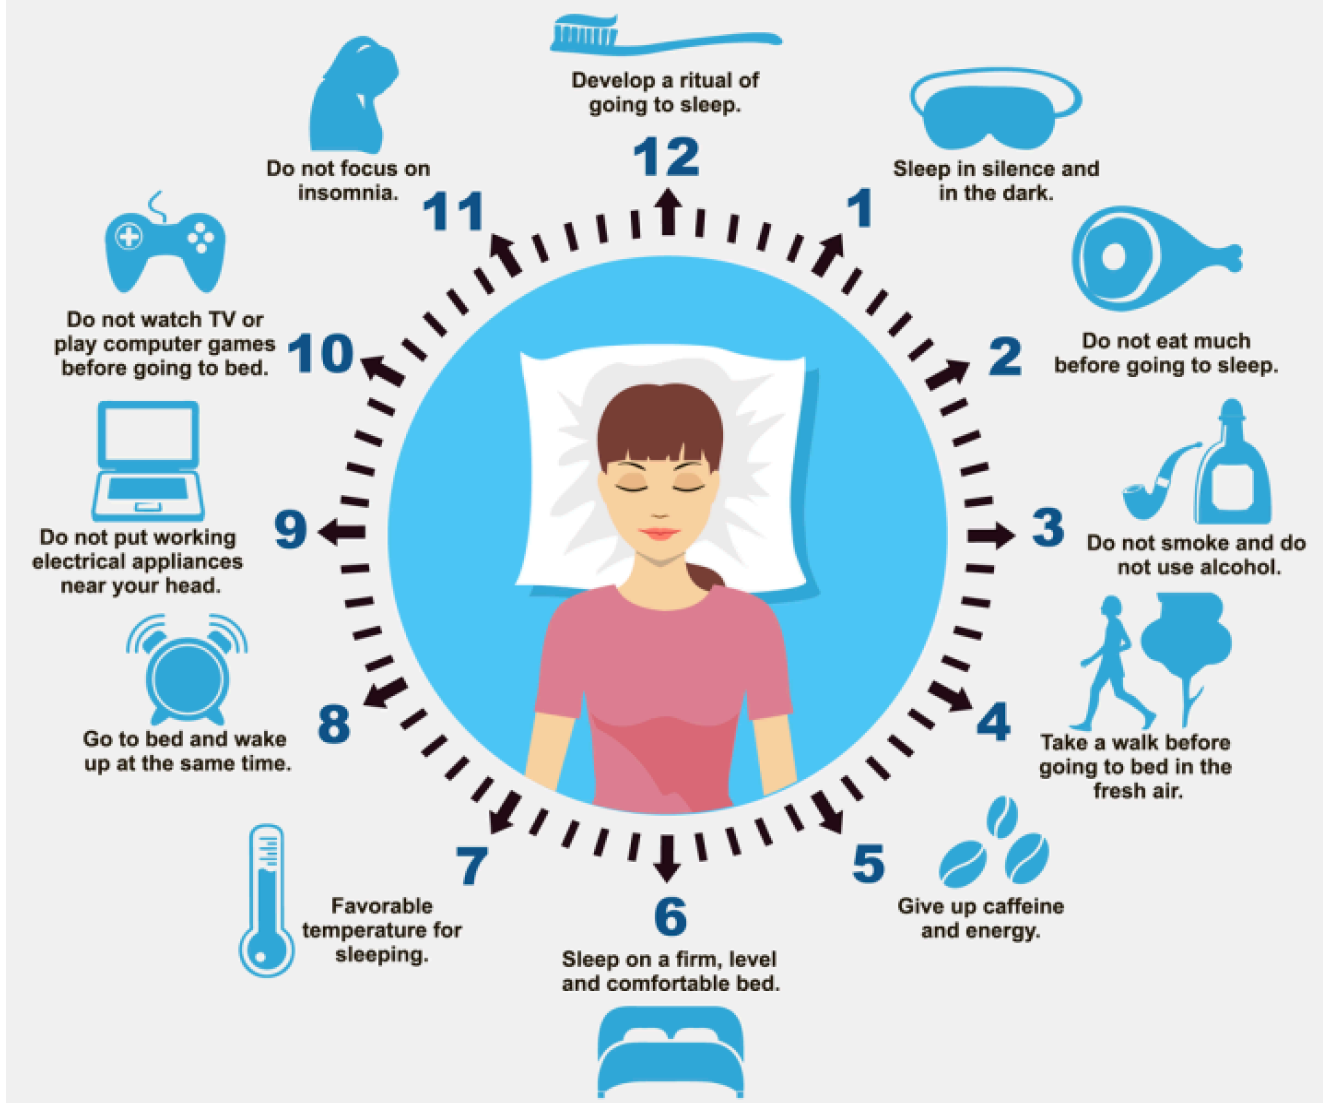 Develop a ritual of
going to sleep.
12
Sleep in silence and
in the dark.
1
Do not eat much
before going to sleep.
2
Do not smoke and do
not use alcohol.
3
Take a walk before
going to bed in the
fresh air.
4
Give up caffeine
and energy.
5
6
Sleep on a firm, level
and comfortable bed.
7
Favorable
temperature for
sleeping.
8
Go to bed and wake
up at the same time.
9
Do not put working
electrical appliances
near your head.
10
Do not watch TV or
play computer games
before going to bed.
11
Do not focus on
insomnia.